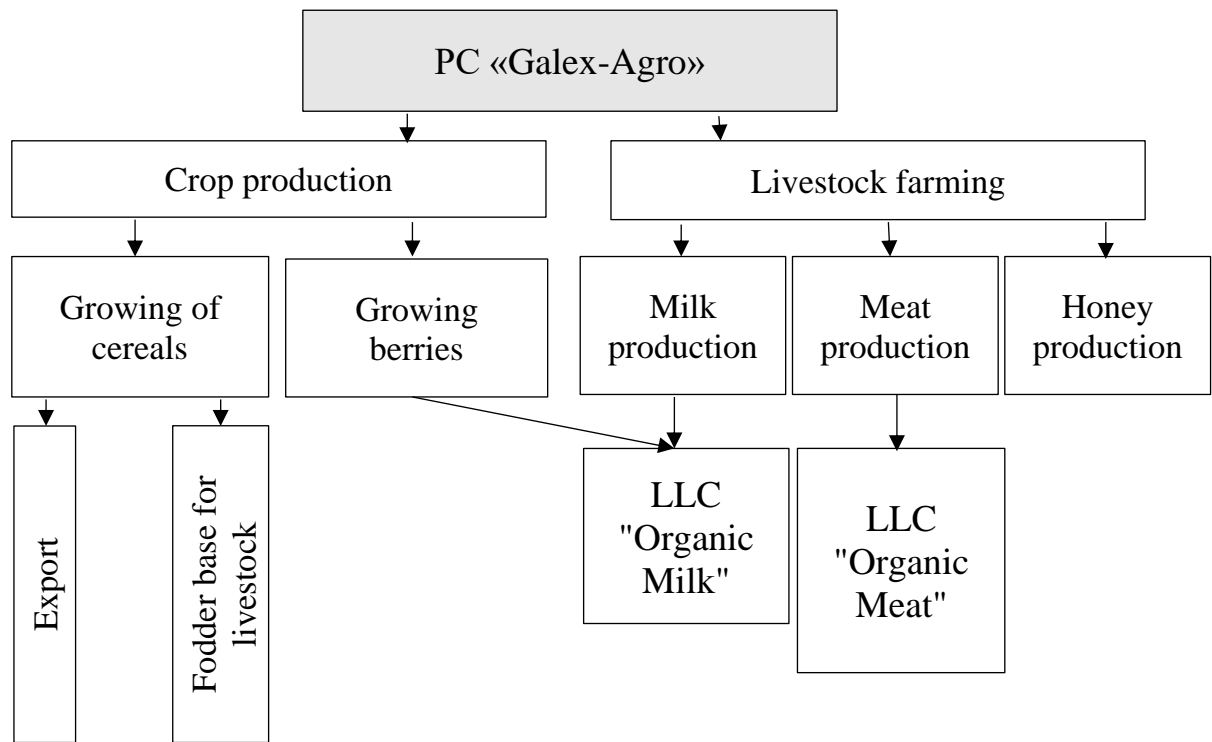 PC «Galex-Agro»
Crop production
Livestock farming
Growing of
cereals
Growing
berries
Milk
production
Meat
production
Honey
production
Export
Fodder base for
livestock
LLC
"Organic
Milk"
LLC
"Organic
Meat"